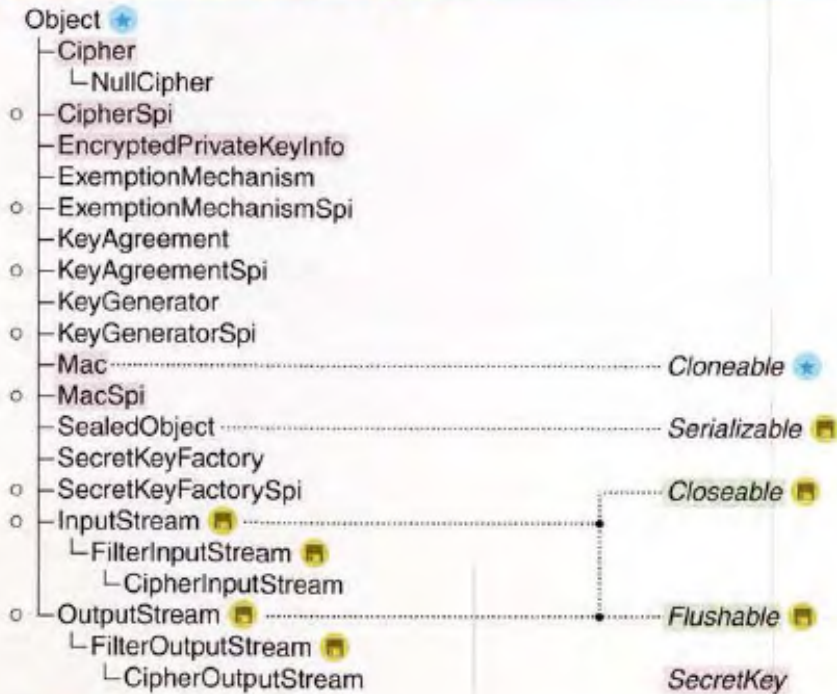 Object
Cipher
NullCipher
CipherSpi
EncryptedPrivateKeyInfo
ExemptionMechanism
ExemptionMechanismSpi
KeyAgreement
KeyAgreementSpi
KeyGenerator
KeyGeneratorSpi
Mac Cloneable
MacSpi
SealedObject Serializable
SecretKeyFactory
SecretKeyFactorySpi Closeable
InputStream
FilterInputStream
CipherInputStream
OutputStream Flushable
FilterOutputStream
CipherOutputStream SecretKey